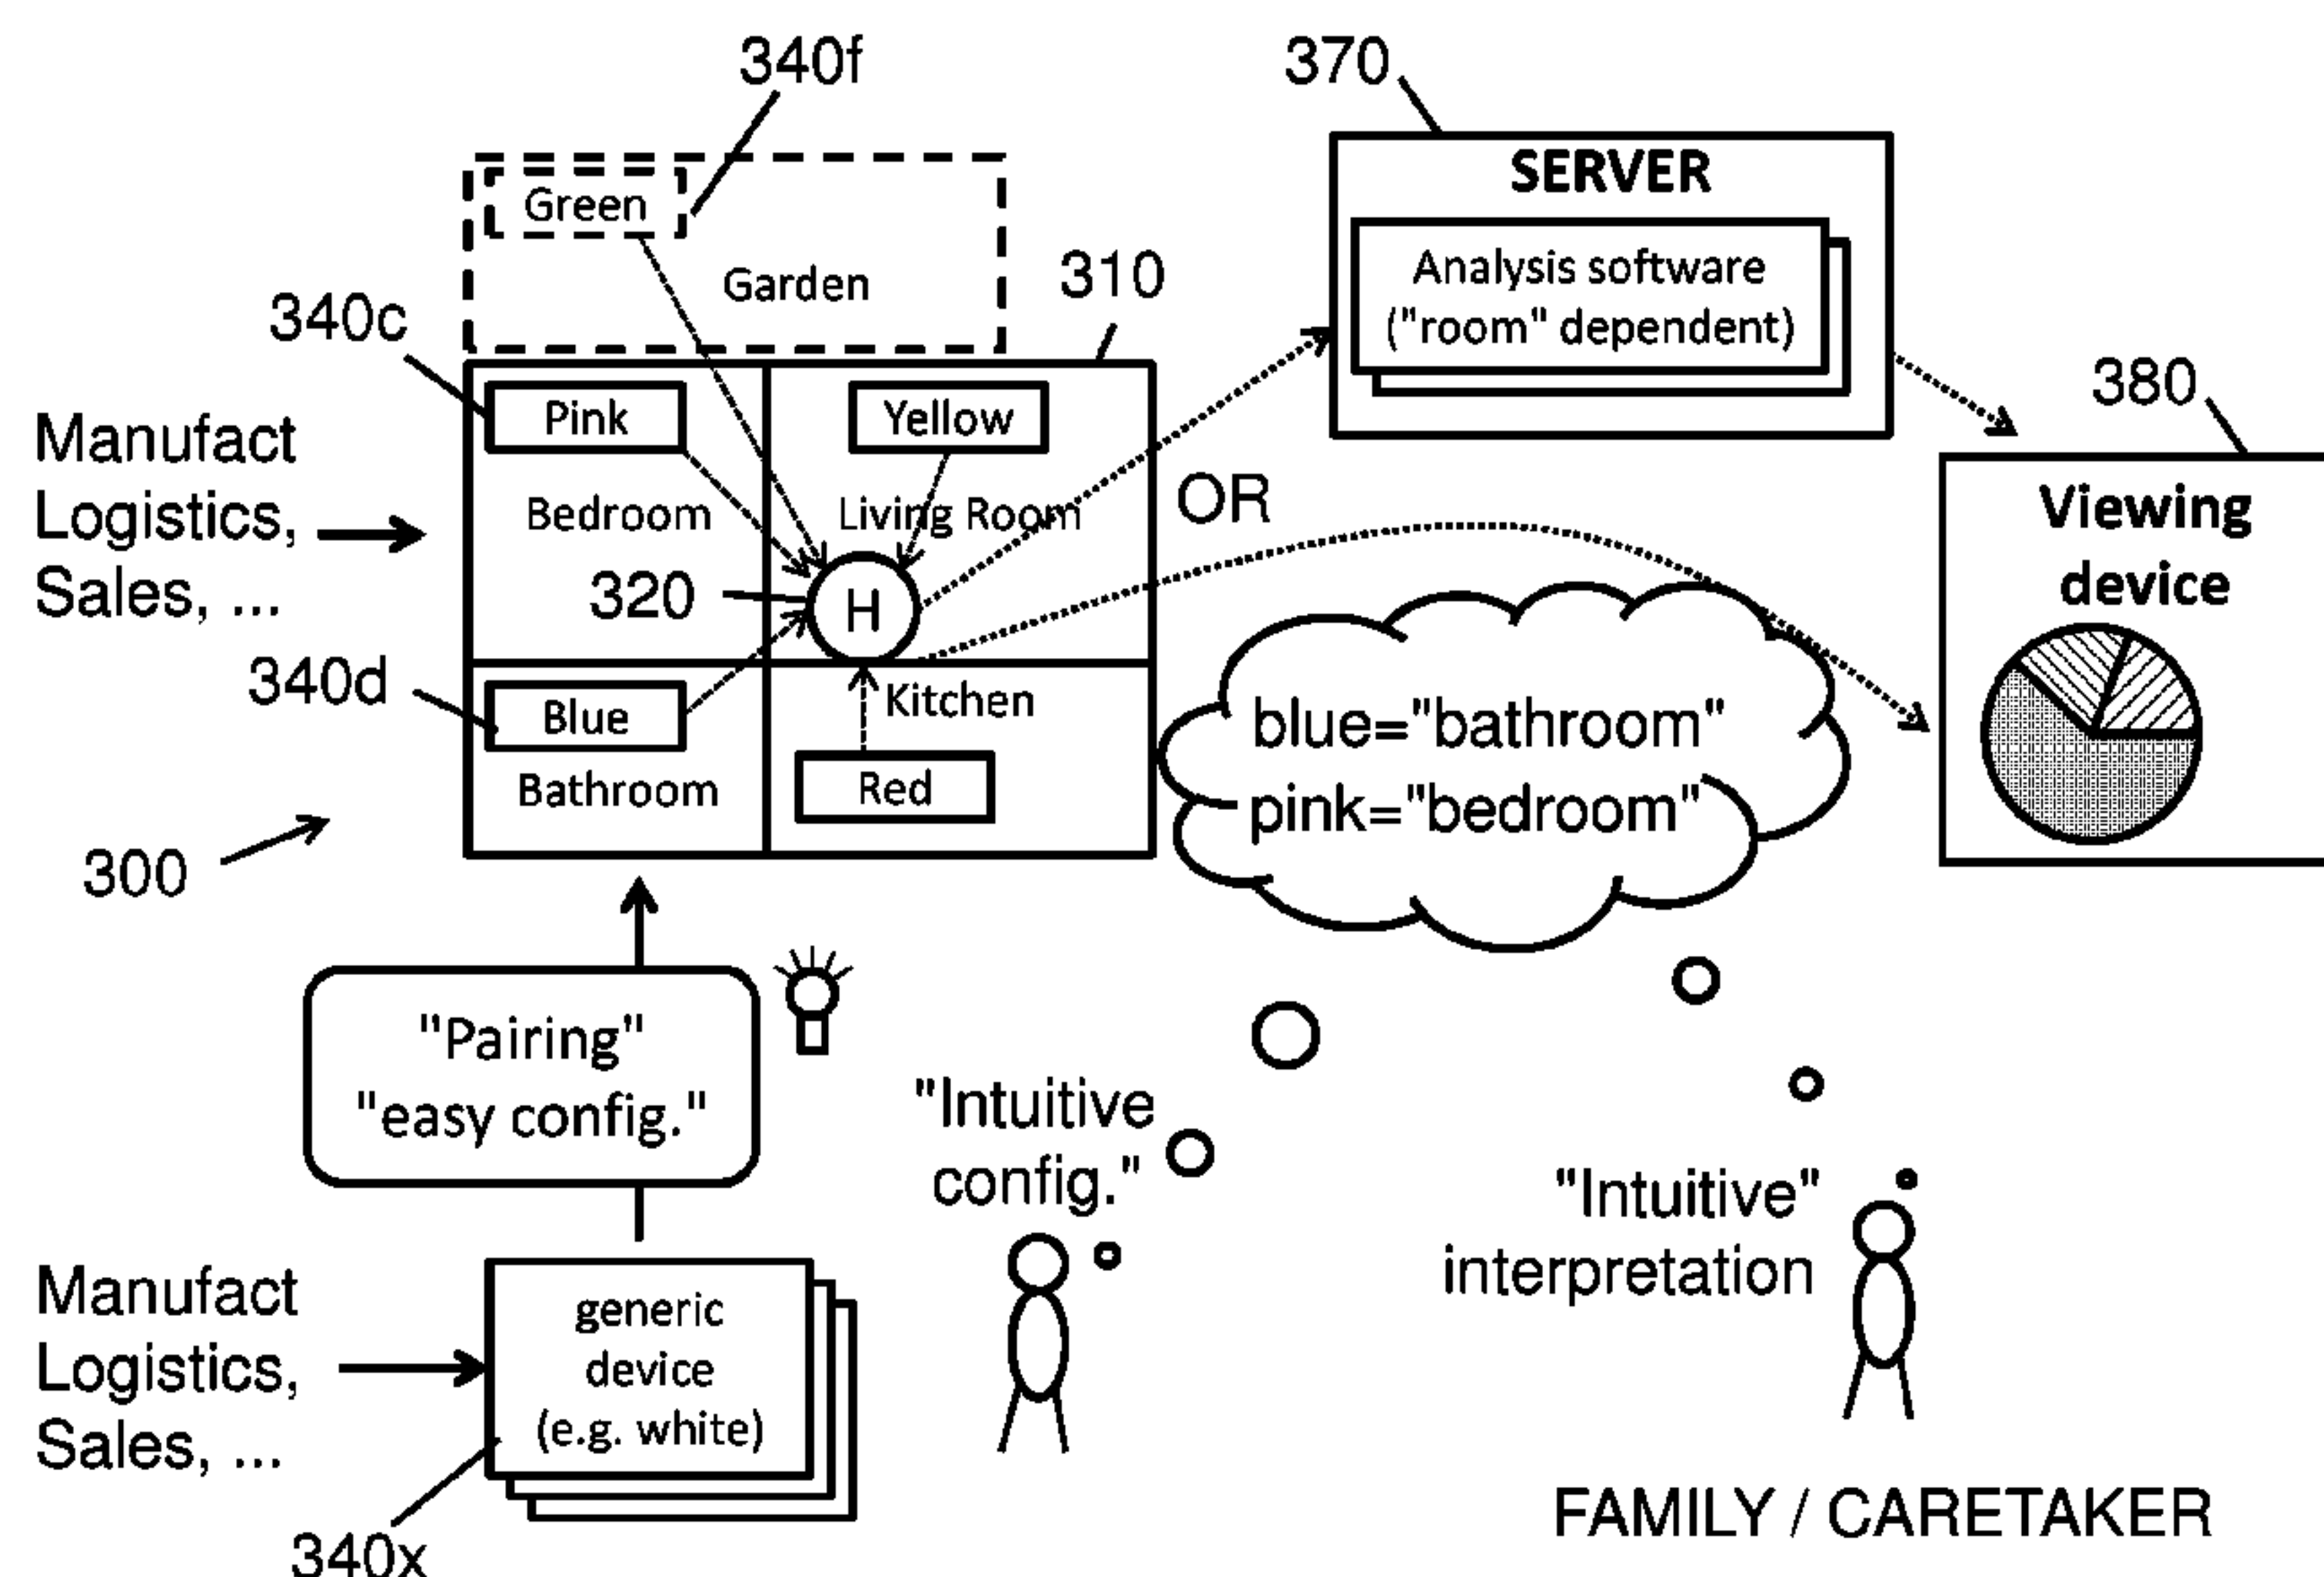 340f
370
SERVER
Green
Analysis software
("room" dependent)
Garden
310
340c
380
Pink
Yellow
Manufact
Logistics,
Sales, ...
Bedroom
Living Room
OR
Viewing
device
320
H
340d
Blue
Kitchen
Bathroom
Red
blue="bathroom"
pink="bedroom"
300
"Pairing"
"easy config."
"Intuitive
config."
"Intuitive"
interpretation
Manufact
Logistics,
Sales, ...
generic
device
(e.g. white)
340x
FAMILY / CARETAKER